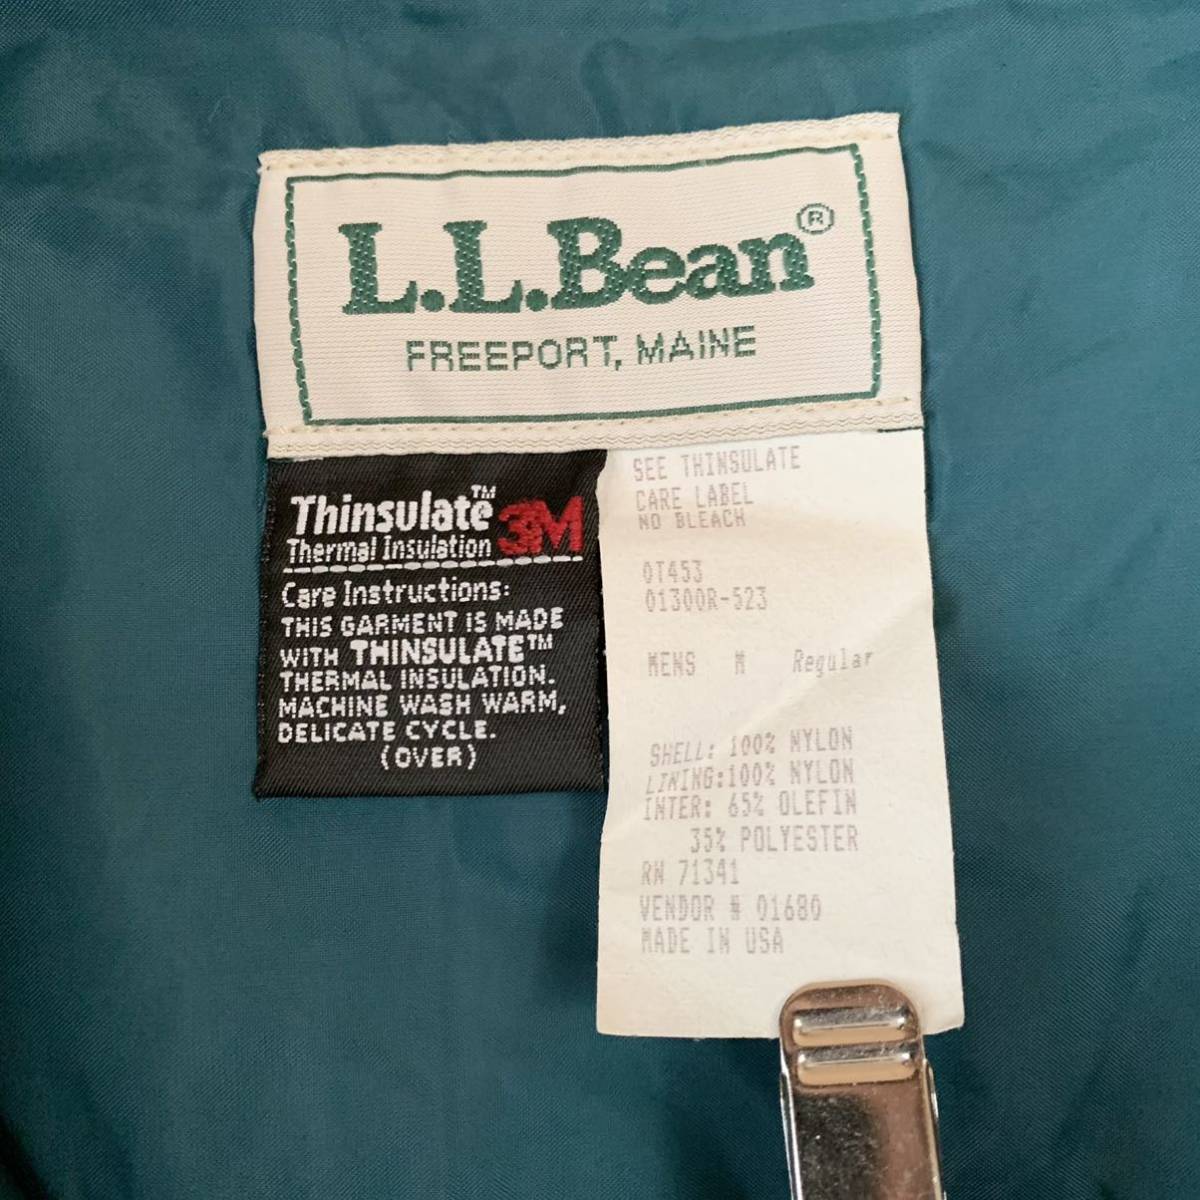 L.L.Bean®
FREEPORT, MAINE
Thinsulate™ 3M
Thermal Insulation
Care Instructions:
THIS GARMENT IS MADE
WITH THINSULATE™
THERMAL INSULATION.
MACHINE WASH WARM,
DELICATE CYCLE.
(OVER)
SEE THINSULATE
CARE LABEL
NO BLEACH
0T453
01300R-523
MENS M Regular
SHELL: 100% NYLON
LINING:100% NYLON
INTER: 65% OLEFIN
35% POLYESTER
RN 71341
VENDOR # 01680
MADE IN USA